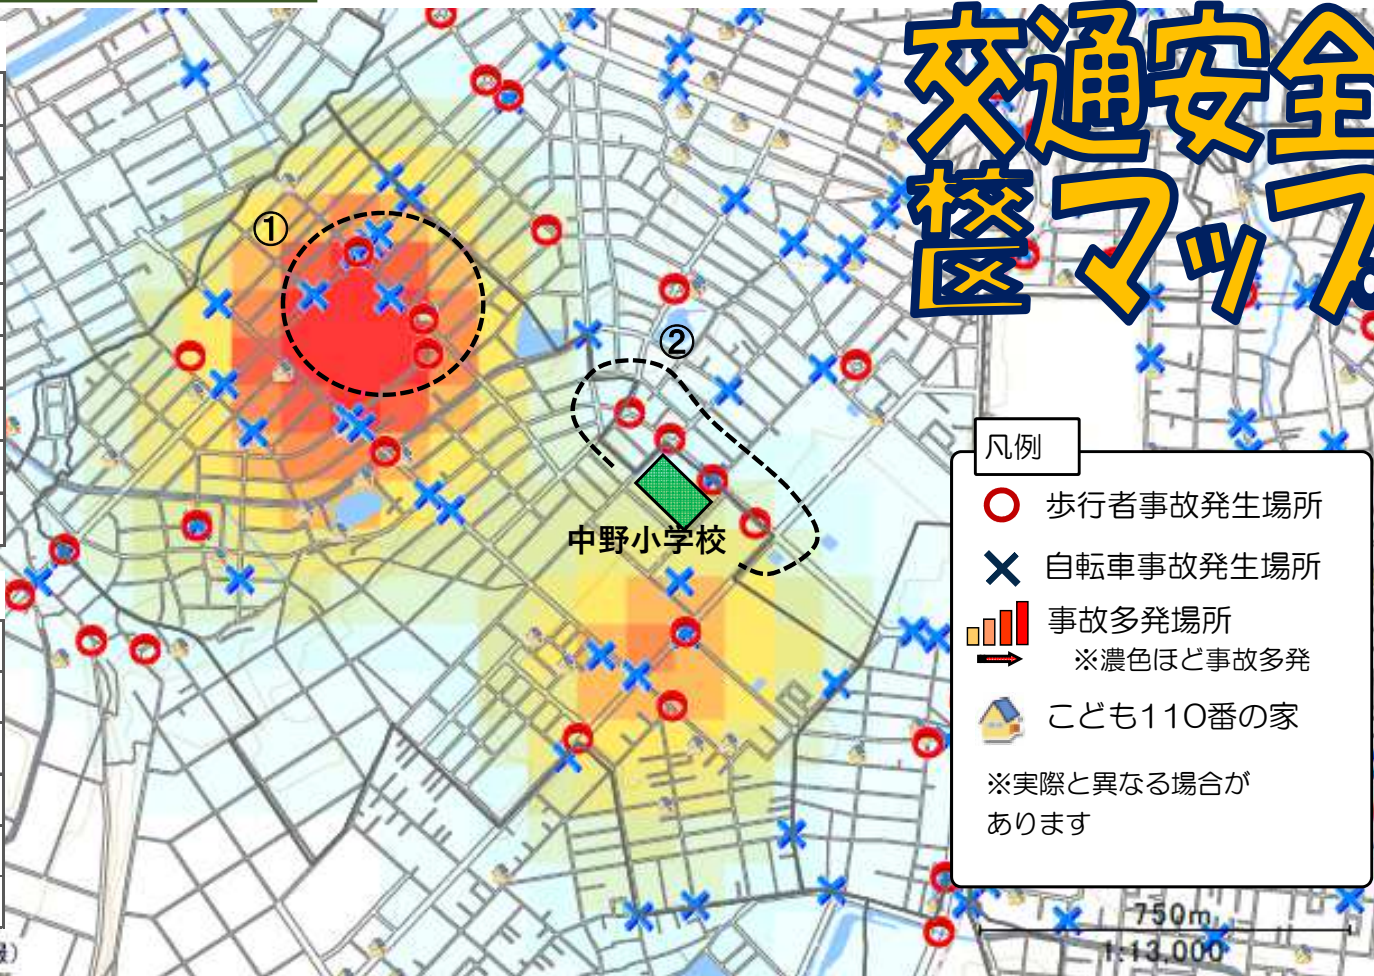 交通安全
校区マップ
①
②
中野小学校
凡例
歩行者事故発生場所
自転車事故発生場所
事故多発場所
※濃色ほど事故多発
こども110番の家
※実際と異なる場合が
あります
750m
1:13,000